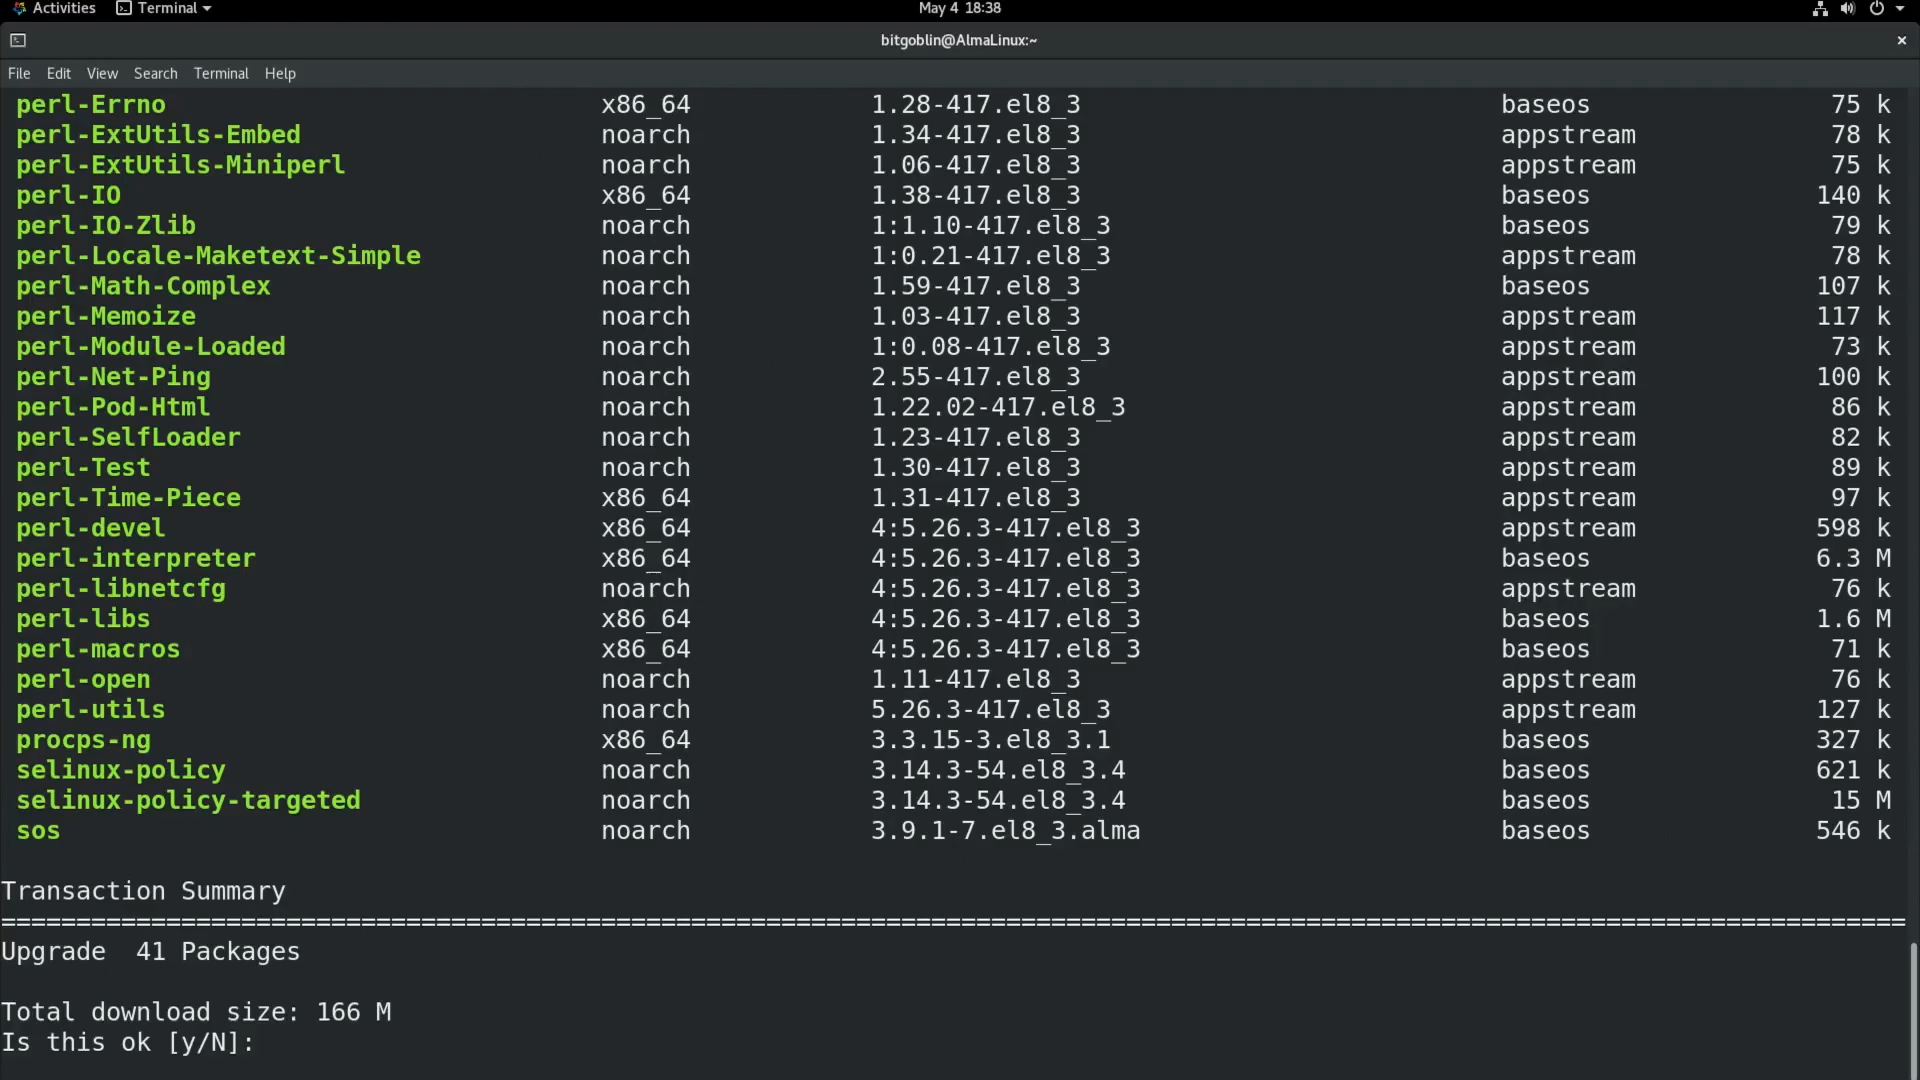 Activities Terminal May 4 18:38
bitgoblin@AlmaLinux:~
File Edit View Search Terminal Help
perl-Errno x86_64 1.28-417.el8_3 baseos 75 k
perl-ExtUtils-Embed noarch 1.34-417.el8_3 appstream 78 k
perl-ExtUtils-Miniperl noarch 1.06-417.el8_3 appstream 75 k
perl-IO x86_64 1.38-417.el8_3 baseos 140 k
perl-IO-Zlib noarch 1:1.10-417.el8_3 baseos 79 k
perl-Locale-Maketext-Simple noarch 1:0.21-417.el8_3 appstream 78 k
perl-Math-Complex noarch 1.59-417.el8_3 baseos 107 k
perl-Memoize noarch 1.03-417.el8_3 appstream 117 k
perl-Module-Loaded noarch 1:0.08-417.el8_3 appstream 73 k
perl-Net-Ping noarch 2.55-417.el8_3 appstream 100 k
perl-Pod-Html noarch 1.22.02-417.el8_3 appstream 86 k
perl-SelfLoader noarch 1.23-417.el8_3 appstream 82 k
perl-Test noarch 1.30-417.el8_3 appstream 89 k
perl-Time-Piece x86_64 1.31-417.el8_3 appstream 97 k
perl-devel x86_64 4:5.26.3-417.el8_3 appstream 598 k
perl-interpreter x86_64 4:5.26.3-417.el8_3 baseos 6.3 M
perl-libnetcfg noarch 4:5.26.3-417.el8_3 appstream 76 k
perl-libs x86_64 4:5.26.3-417.el8_3 baseos 1.6 M
perl-macros x86_64 4:5.26.3-417.el8_3 baseos 71 k
perl-open noarch 1.11-417.el8_3 appstream 76 k
perl-utils noarch 5.26.3-417.el8_3 appstream 127 k
procps-ng x86_64 3.3.15-3.el8_3.1 baseos 327 k
selinux-policy noarch 3.14.3-54.el8_3.4 baseos 621 k
selinux-policy-targeted noarch 3.14.3-54.el8_3.4 baseos 15 M
sos noarch 3.9.1-7.el8_3.alma baseos 546 k
Transaction Summary
===============================================================================================================================
Upgrade 41 Packages
Total download size: 166 M
Is this ok [y/N]: